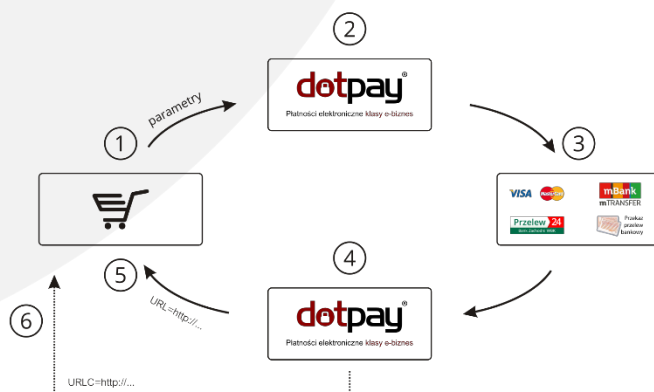 2
dotpay®
Płatności elektroniczne klasy e-biznes
parametry
1
3
VISA
MasterCard
mBank
mTRANSFER
Przelew 24
Przekaz
przelew
bankowy
4
dotpay®
Płatności elektroniczne klasy e-biznes
5
URL=http://...
6
URLC=http://...